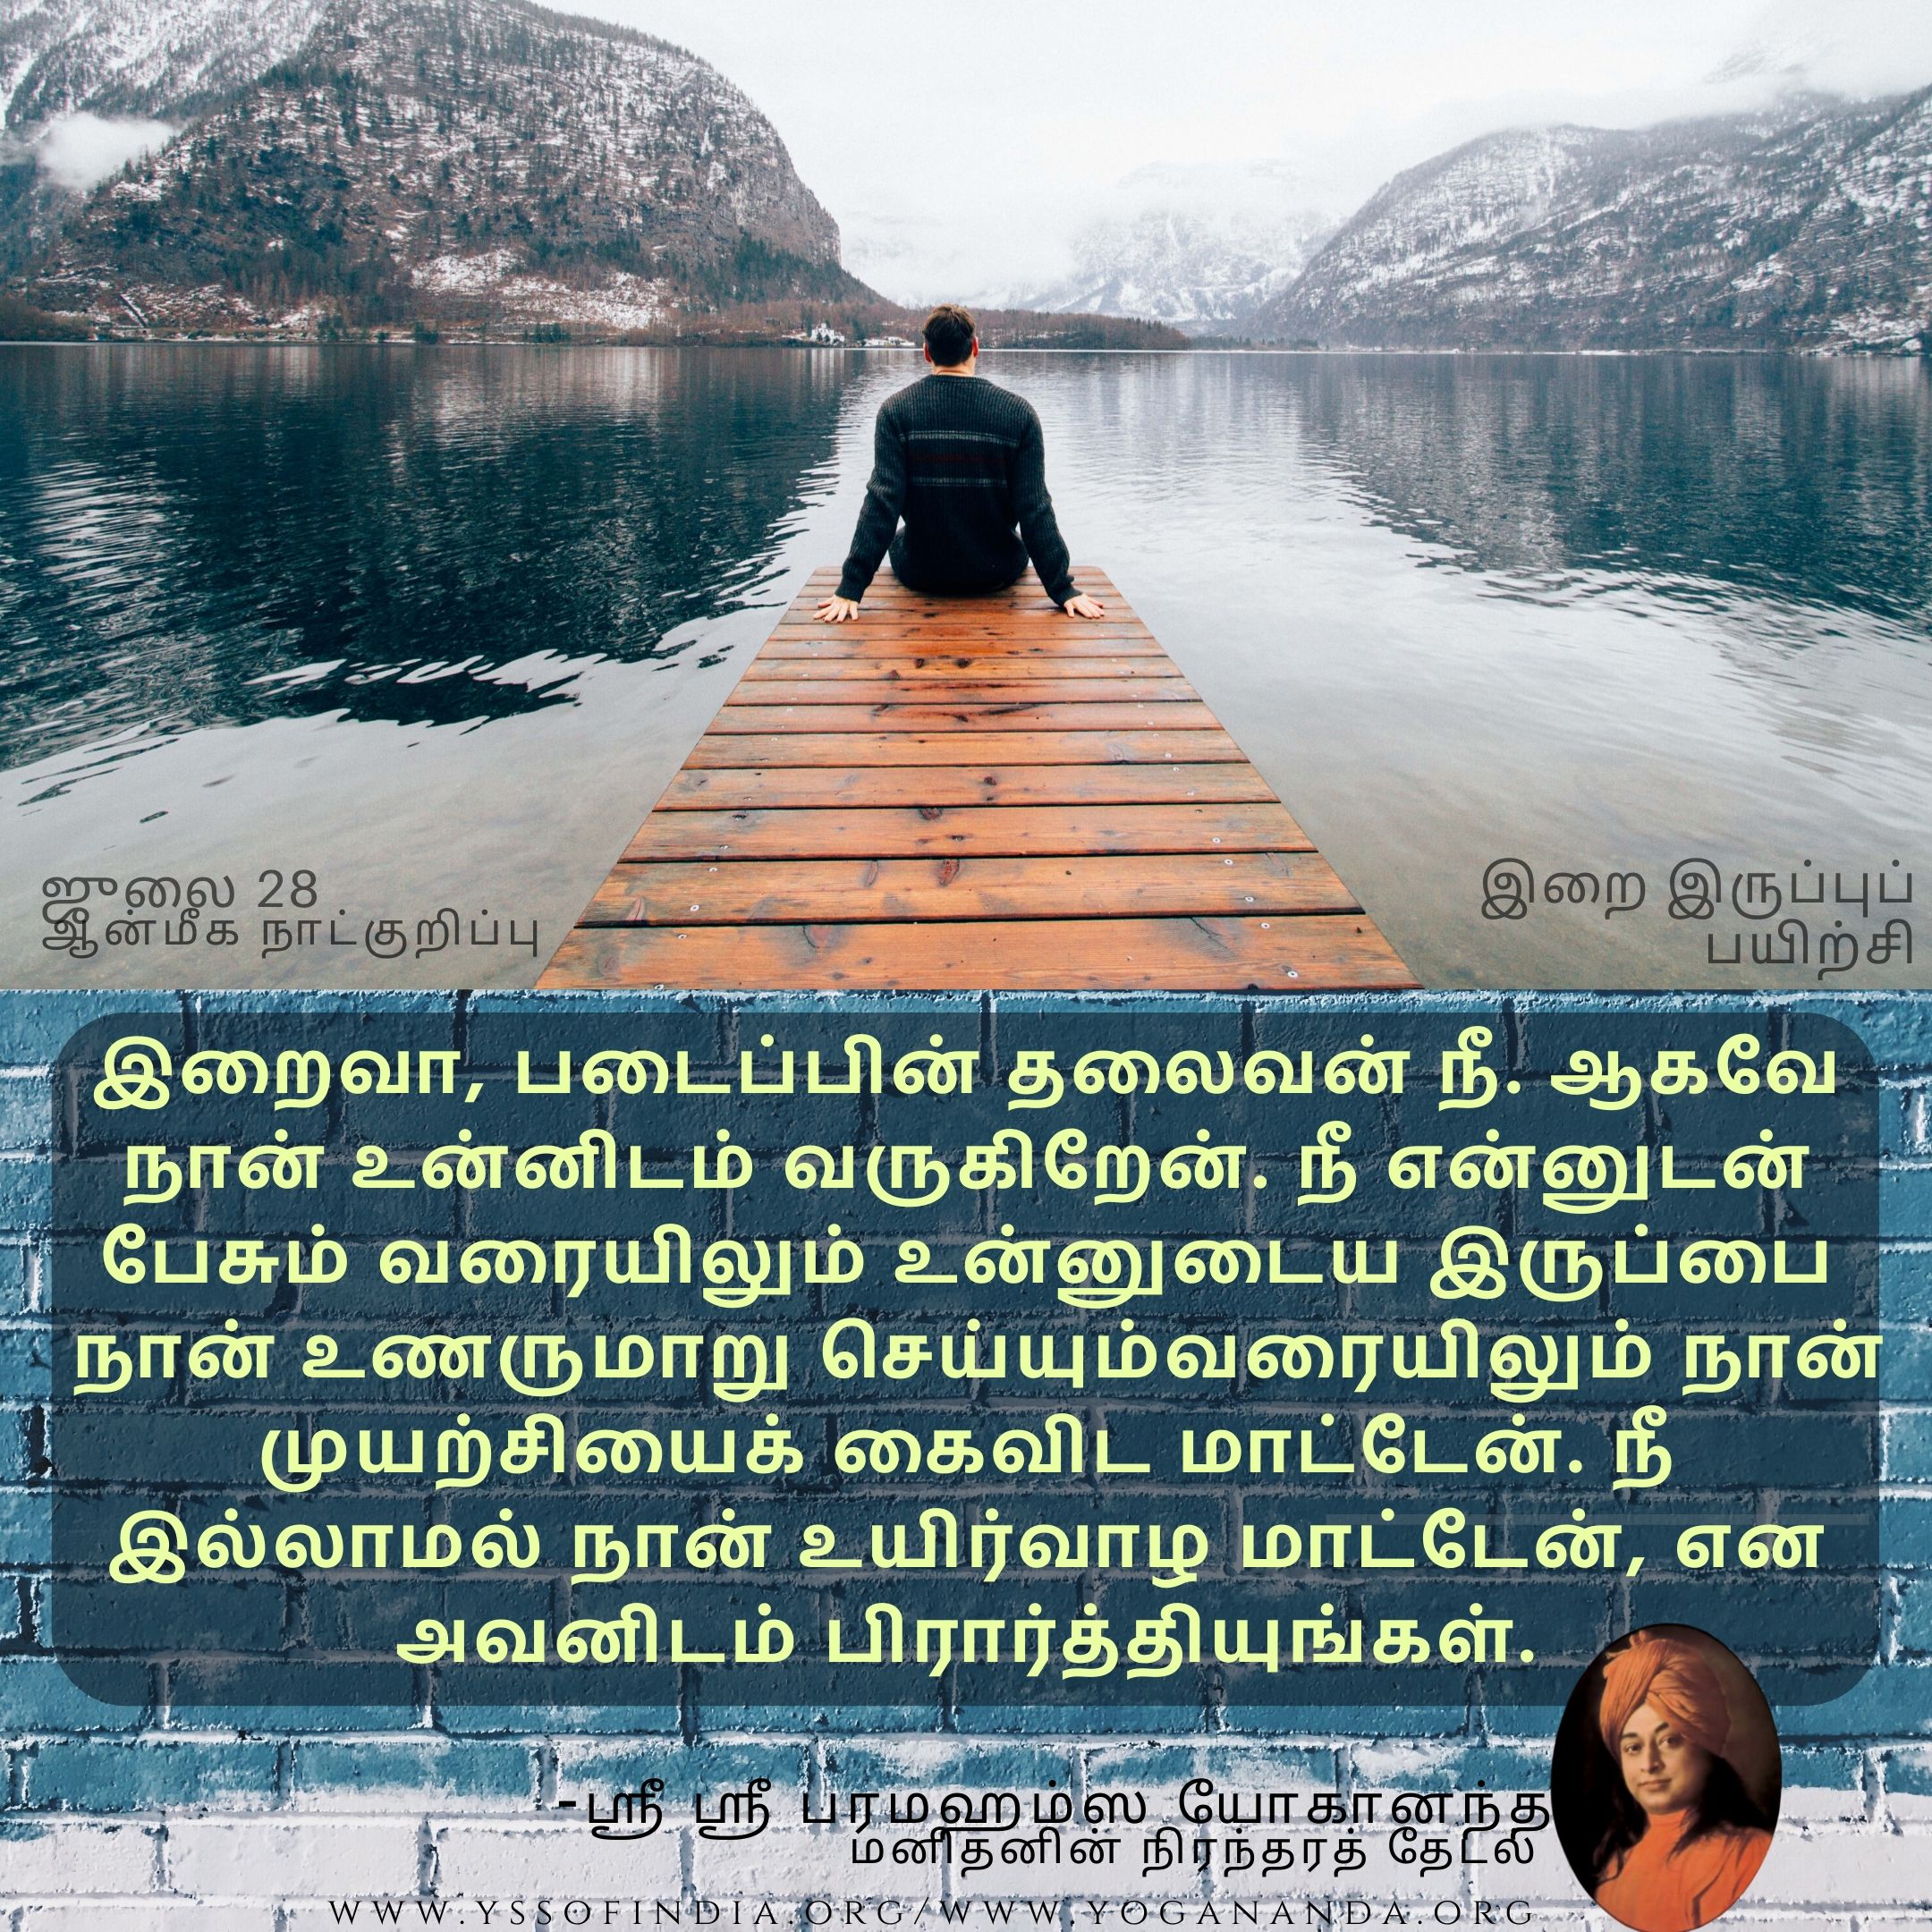 ஜுலை 28
ஆன்மீக நாட்குறிப்பு
இறை இருப்புப்
பயிற்சி
இறைவா, படைப்பின் தலைவன் நீ. ஆகவே
நான் உன்னிடம் வருகிறேன். நீ என்னுடன்
பேசும் வரையிலும் உன்னுடைய இருப்பை
நான் உணருமாறு செய்யும்வரையிலும் நான்
முயற்சியைக் கைவிட மாட்டேன். நீ
இல்லாமல் நான் உயிர்வாழ மாட்டேன், என
அவனிடம் பிரார்த்தியுங்கள்.
-ஸ்ரீ ஸ்ரீ பரமஹம்ஸ யோகானந்த
மனிதனின் நிரந்தரத் தேடல்
WWW.YSSOFINDIA.ORG/WWW.YOGANANDA.ORG